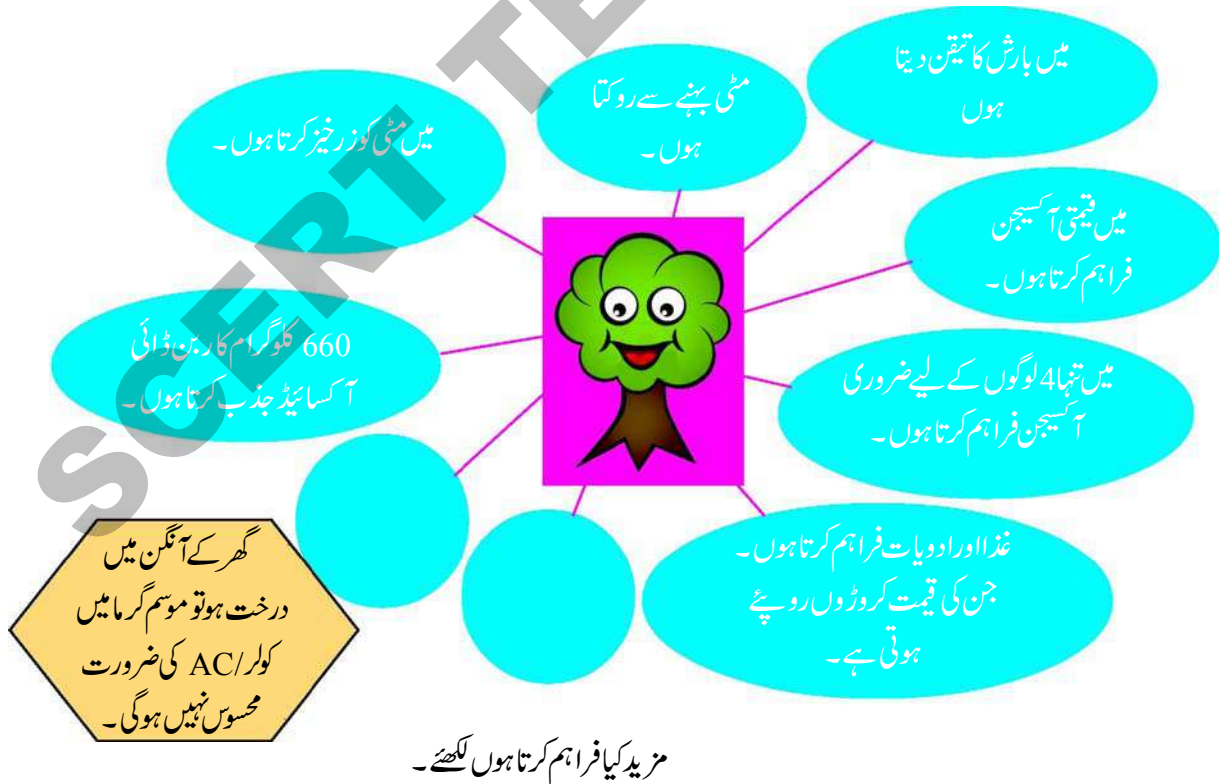 میں بارش کا تیقن دیتا
ہوں
مٹی بہنے سے روکتا
ہوں۔
میں مٹی کو زرخیز کرتا ہوں۔
میں قیمتی آکسیجن
فراہم کرتا ہوں۔
660 کلوگرام کاربن ڈائی
آکسائیڈ جذب کرتا ہوں۔
میں تنہا 4 لوگوں کے لیے ضروری
آکسیجن فراہم کرتا ہوں۔
غذا اور ادویات فراہم کرتا ہوں۔
جن کی قیمت کروڑوں روپئے
ہوتی ہے۔
گھر کے آنگن میں
درخت ہو تو موسم گرما میں
کولر/AC کی ضرورت
محسوس نہیں ہوگی۔
مزید کیا فراہم کرتا ہوں لکھئے۔
SCERT TE